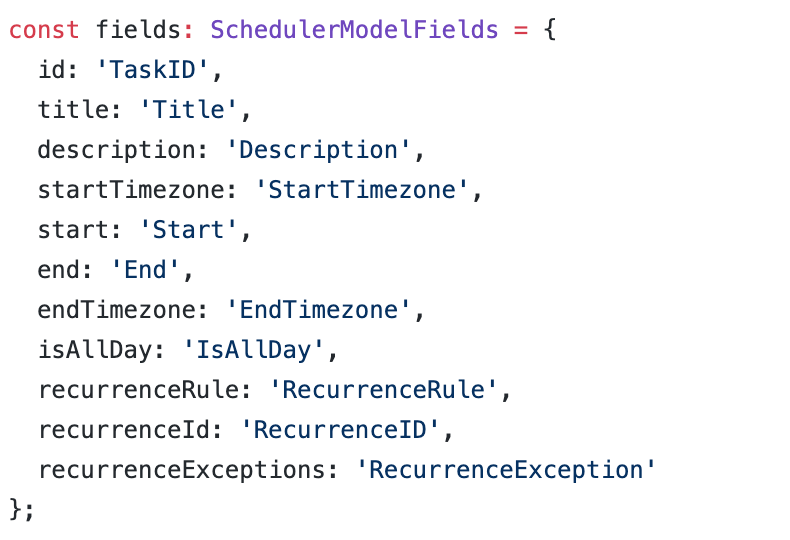 const fields: SchedulerModelFields = {
  id: 'TaskID',
  title: 'Title',
  description: 'Description',
  startTimezone: 'StartTimezone',
  start: 'Start',
  end: 'End',
  endTimezone: 'EndTimezone',
  isAllDay: 'IsAllDay',
  recurrenceRule: 'RecurrenceRule',
  recurrenceId: 'RecurrenceID',
  recurrenceExceptions: 'RecurrenceException'
};